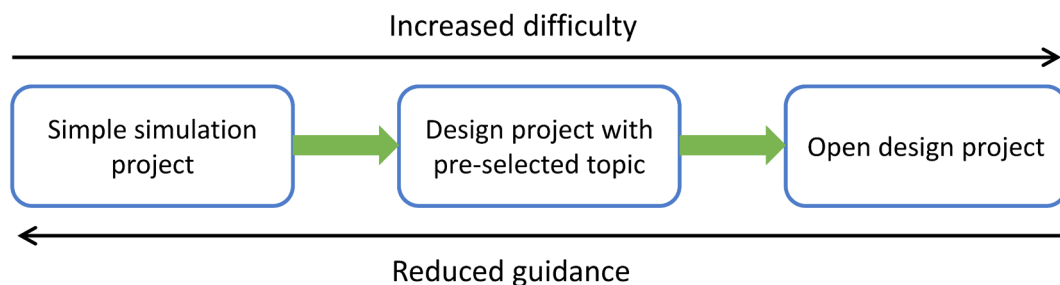 Increased difficulty
Simple simulation
project
Design project with
pre-selected topic
Open design project
Reduced guidance